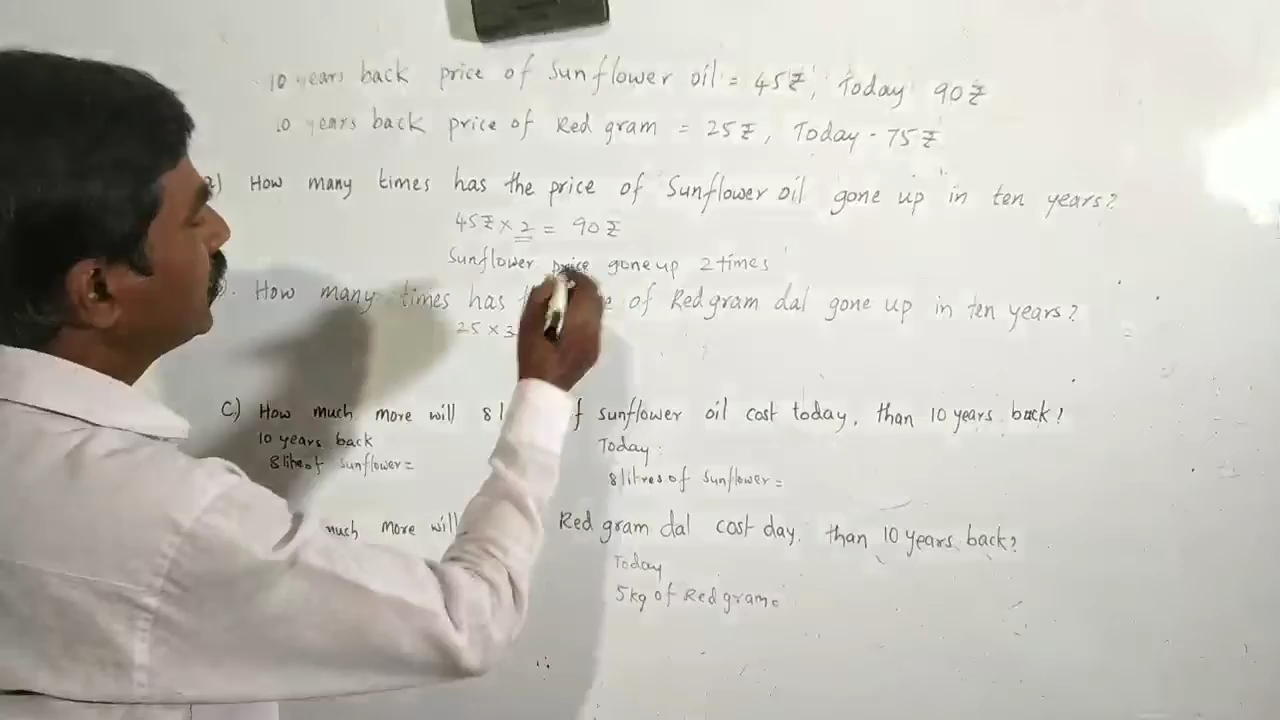 10 years back price of Sunflower oil = 45₹, Today 90₹
10 years back price of Red gram = 25₹, Today - 75₹
How many times has the price of Sunflower oil gone up in ten years?
45₹ × 2 = 90₹
Sunflower price gone up 2 times
How many times has of Redgram dal gone up in ten years?
25 × 3
C) How much more will 8 sunflower oil cost today, than 10 years back?
10 years back Today:
8 litre of Sunflower = 8 litres of Sunflower =
much more will Red gram dal cost day, than 10 years back?
Today
5kg of Red gram =